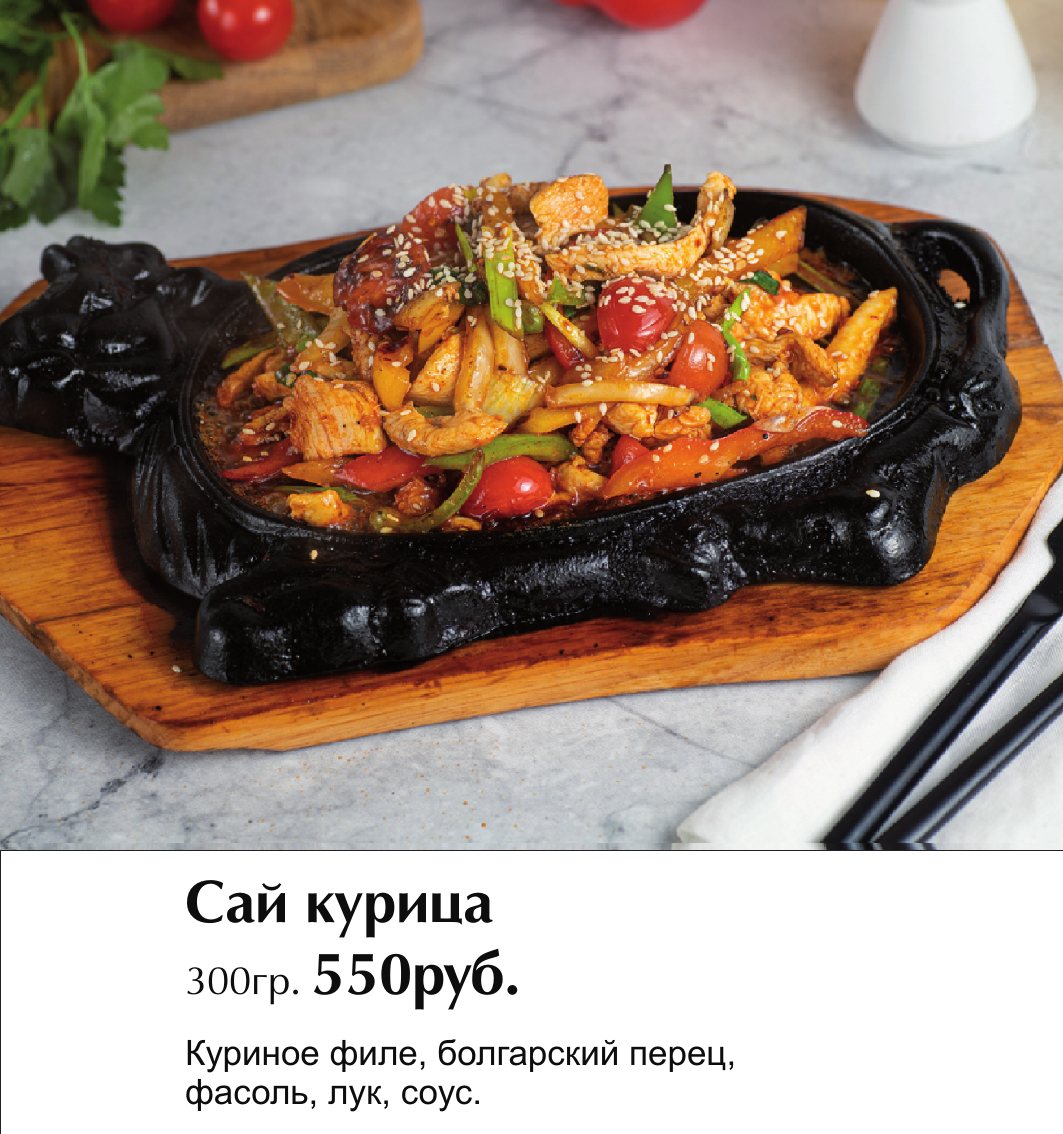 Сай курица
300гр. 550руб.
Куриное филе, болгарский перец,
фасоль, лук, соус.